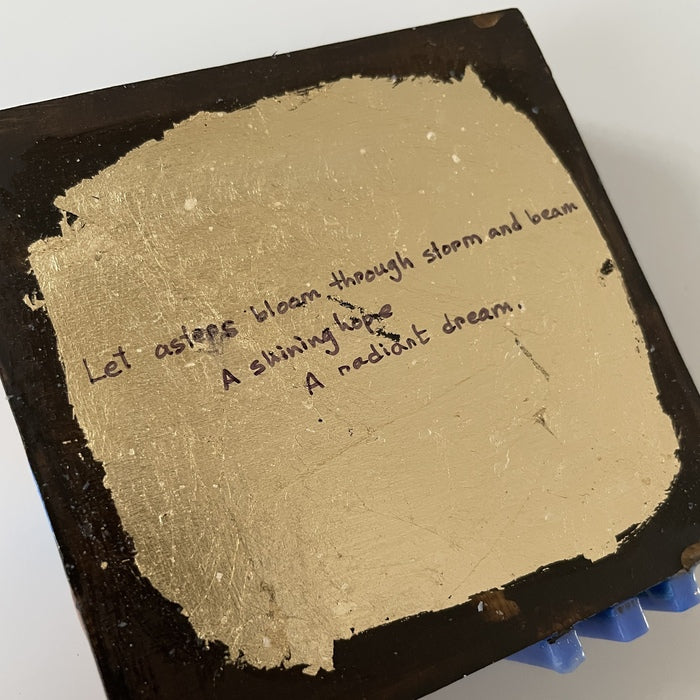 Let asters bloom through storm and beam
A shining hope
A radiant dream.